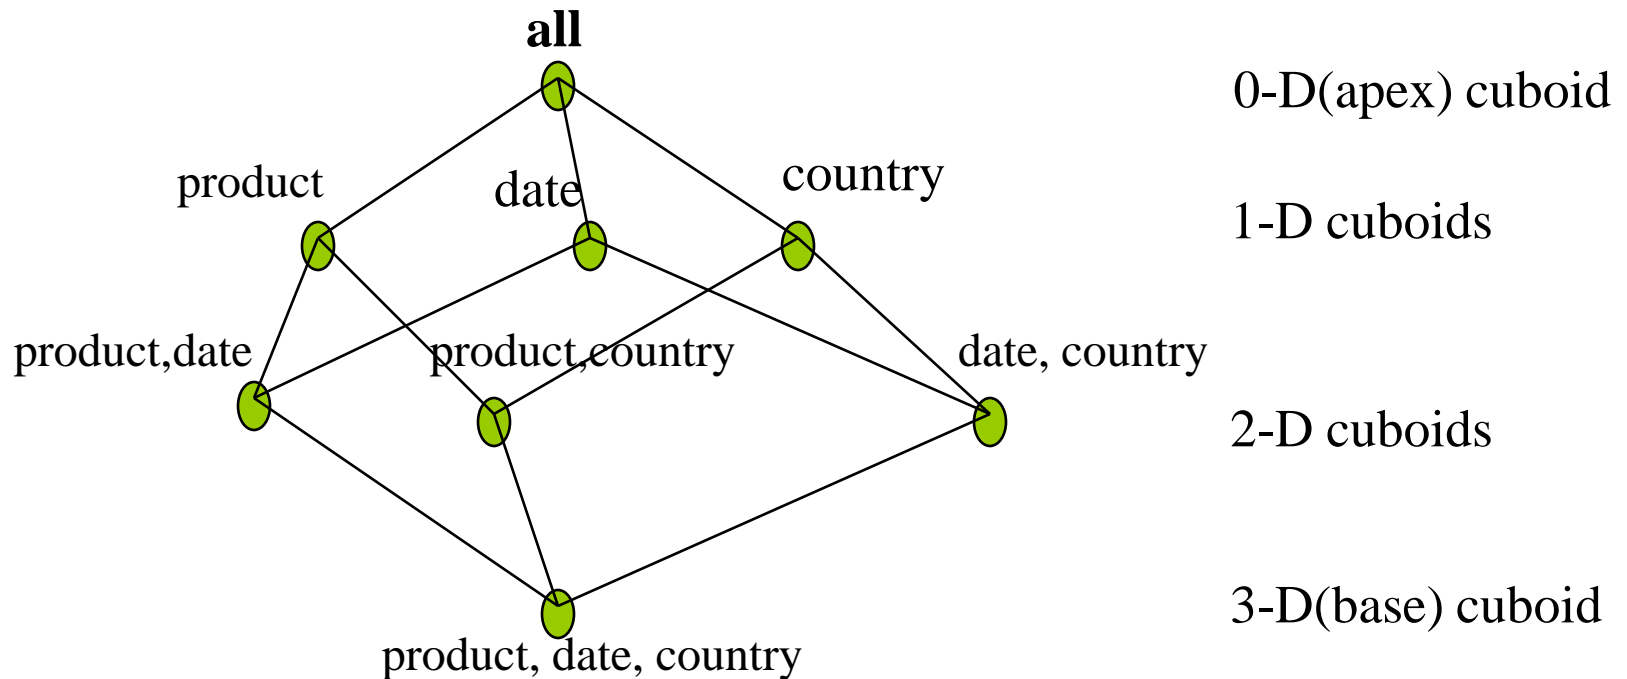 all
0-D(apex) cuboid
product
date
country
1-D cuboids
product,date
product,country
date, country
2-D cuboids
3-D(base) cuboid
product, date, country